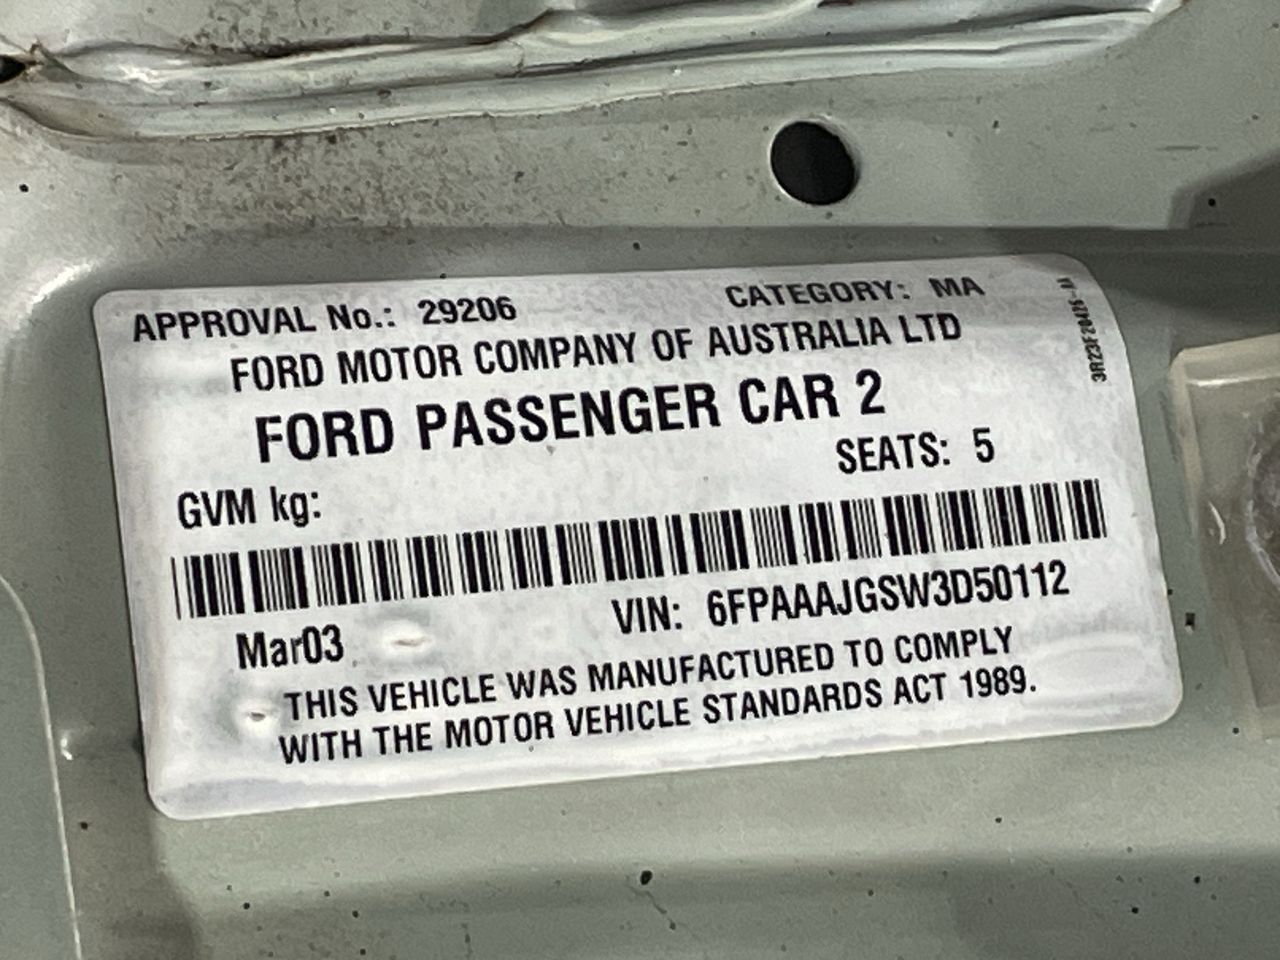 APPROVAL No.: 29206 CATEGORY: MA
FORD MOTOR COMPANY OF AUSTRALIA LTD
FORD PASSENGER CAR 2
SEATS: 5
GVM kg:
VIN: 6FPAAAJGSW3D50112
Mar03
THIS VEHICLE WAS MANUFACTURED TO COMPLY
WITH THE MOTOR VEHICLE STANDARDS ACT 1989.